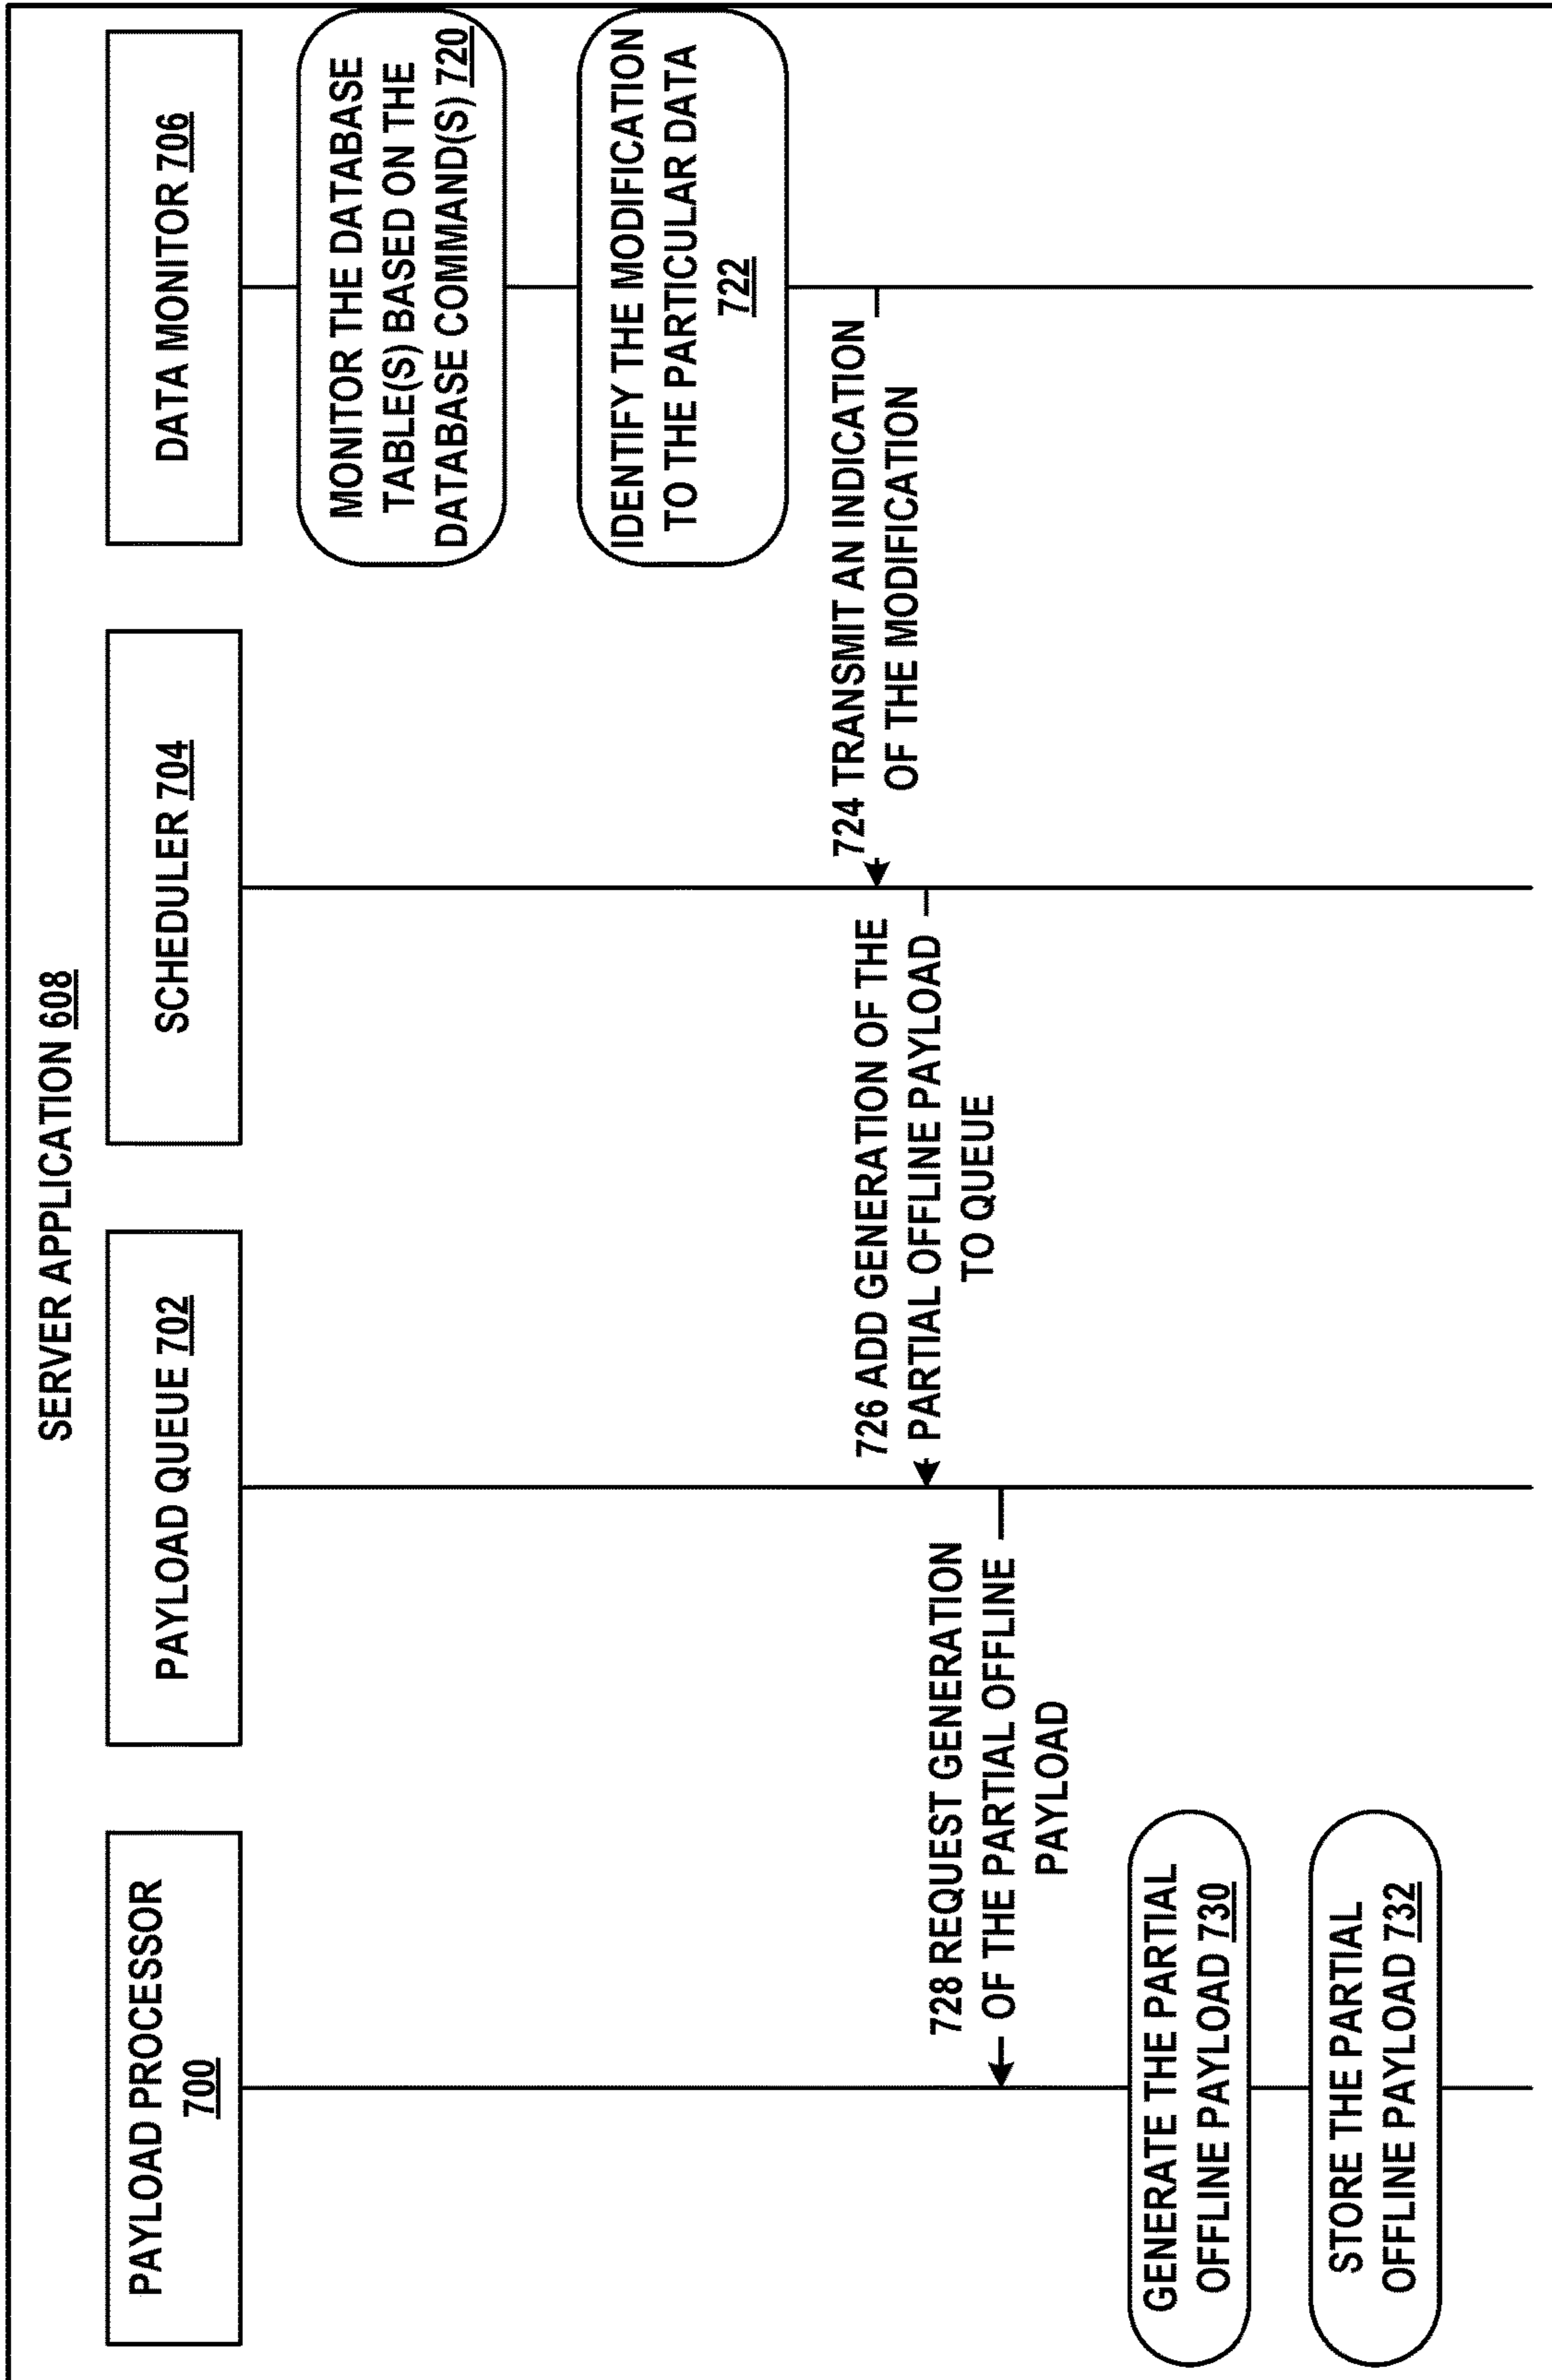 SERVER APPLICATION 608
PAYLOAD PROCESSOR
700
PAYLOAD QUEUE 702
SCHEDULER 704
DATA MONITOR 706
MONITOR THE DATABASE
TABLE(S) BASED ON THE
DATABASE COMMAND(S) 720
IDENTIFY THE MODIFICATION
TO THE PARTICULAR DATA
722
724 TRANSMIT AN INDICATION
OF THE MODIFICATION
726 ADD GENERATION OF THE
PARTIAL OFFLINE PAYLOAD
TO QUEUE
728 REQUEST GENERATION
OF THE PARTIAL OFFLINE
PAYLOAD
GENERATE THE PARTIAL
OFFLINE PAYLOAD 730
STORE THE PARTIAL
OFFLINE PAYLOAD 732